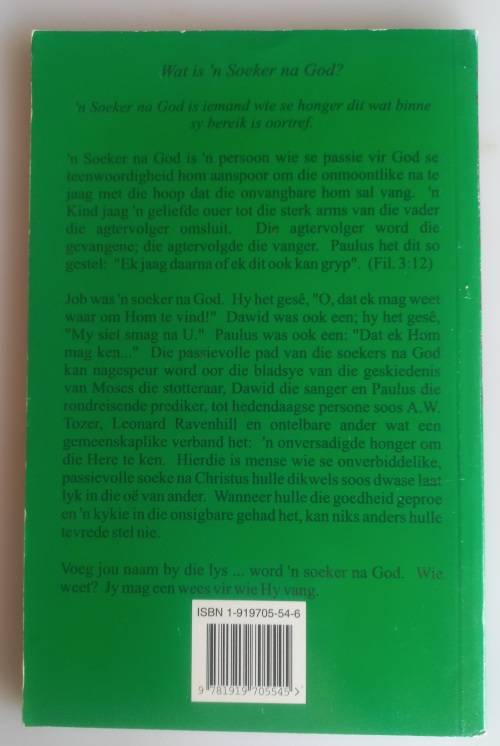 Wat is 'n Soeker na God?
'n Soeker na God is iemand wie se honger dit wat binne
sy bereik is oortref.
'n Soeker na God is 'n persoon wie se passie vir God se
teenwoordigheid hom aanspoor om die onmoontlike na te
jaag met die hoop dat die onvangbare hom sal vang. 'n
Kind jaag 'n geliefde ouer tot die sterk arms van die vader
die agtervolger omsluit. Die agtervolger word die
gevangene; die agtervolgde die vanger. Paulus het dit so
gestel: "Ek jaag daarna of ek dit ook kan gryp". (Fil. 3:12)
Job was 'n soeker na God. Hy het gesê, "O, dat ek mag weet
waar om Hom te vind!" Dawid was ook een; hy het gesê,
"My siel smag na U." Paulus was ook een: "Dat ek Hom
mag ken..." Die passievolle pad van die soekers na God
kan nagespeur word oor die bladsye van die geskiedenis
van Moses die stotteraar, Dawid die sanger en Paulus die
rondreisende prediker, tot hedendaagse persone soos A.W.
Tozer, Leonard Ravenhill en ontelbare ander wat een
gemeenskaplike verband het: 'n onversadigde honger om
die Here te ken. Hierdie is mense wie se onverbiddelike,
passievolle soeke na Christus hulle dikwels soos dwase laat
lyk in die oë van ander. Wanneer hulle die goedheid geproe
en 'n kykie in die onsigbare gehad het, kan niks anders hulle
tevrede stel nie.
Voeg jou naam by die lys ... word 'n soeker na God. Wie
weet? Jy mag een wees vir wie Hy vang.
ISBN 1-919705-54-6
9 781919 705545 >